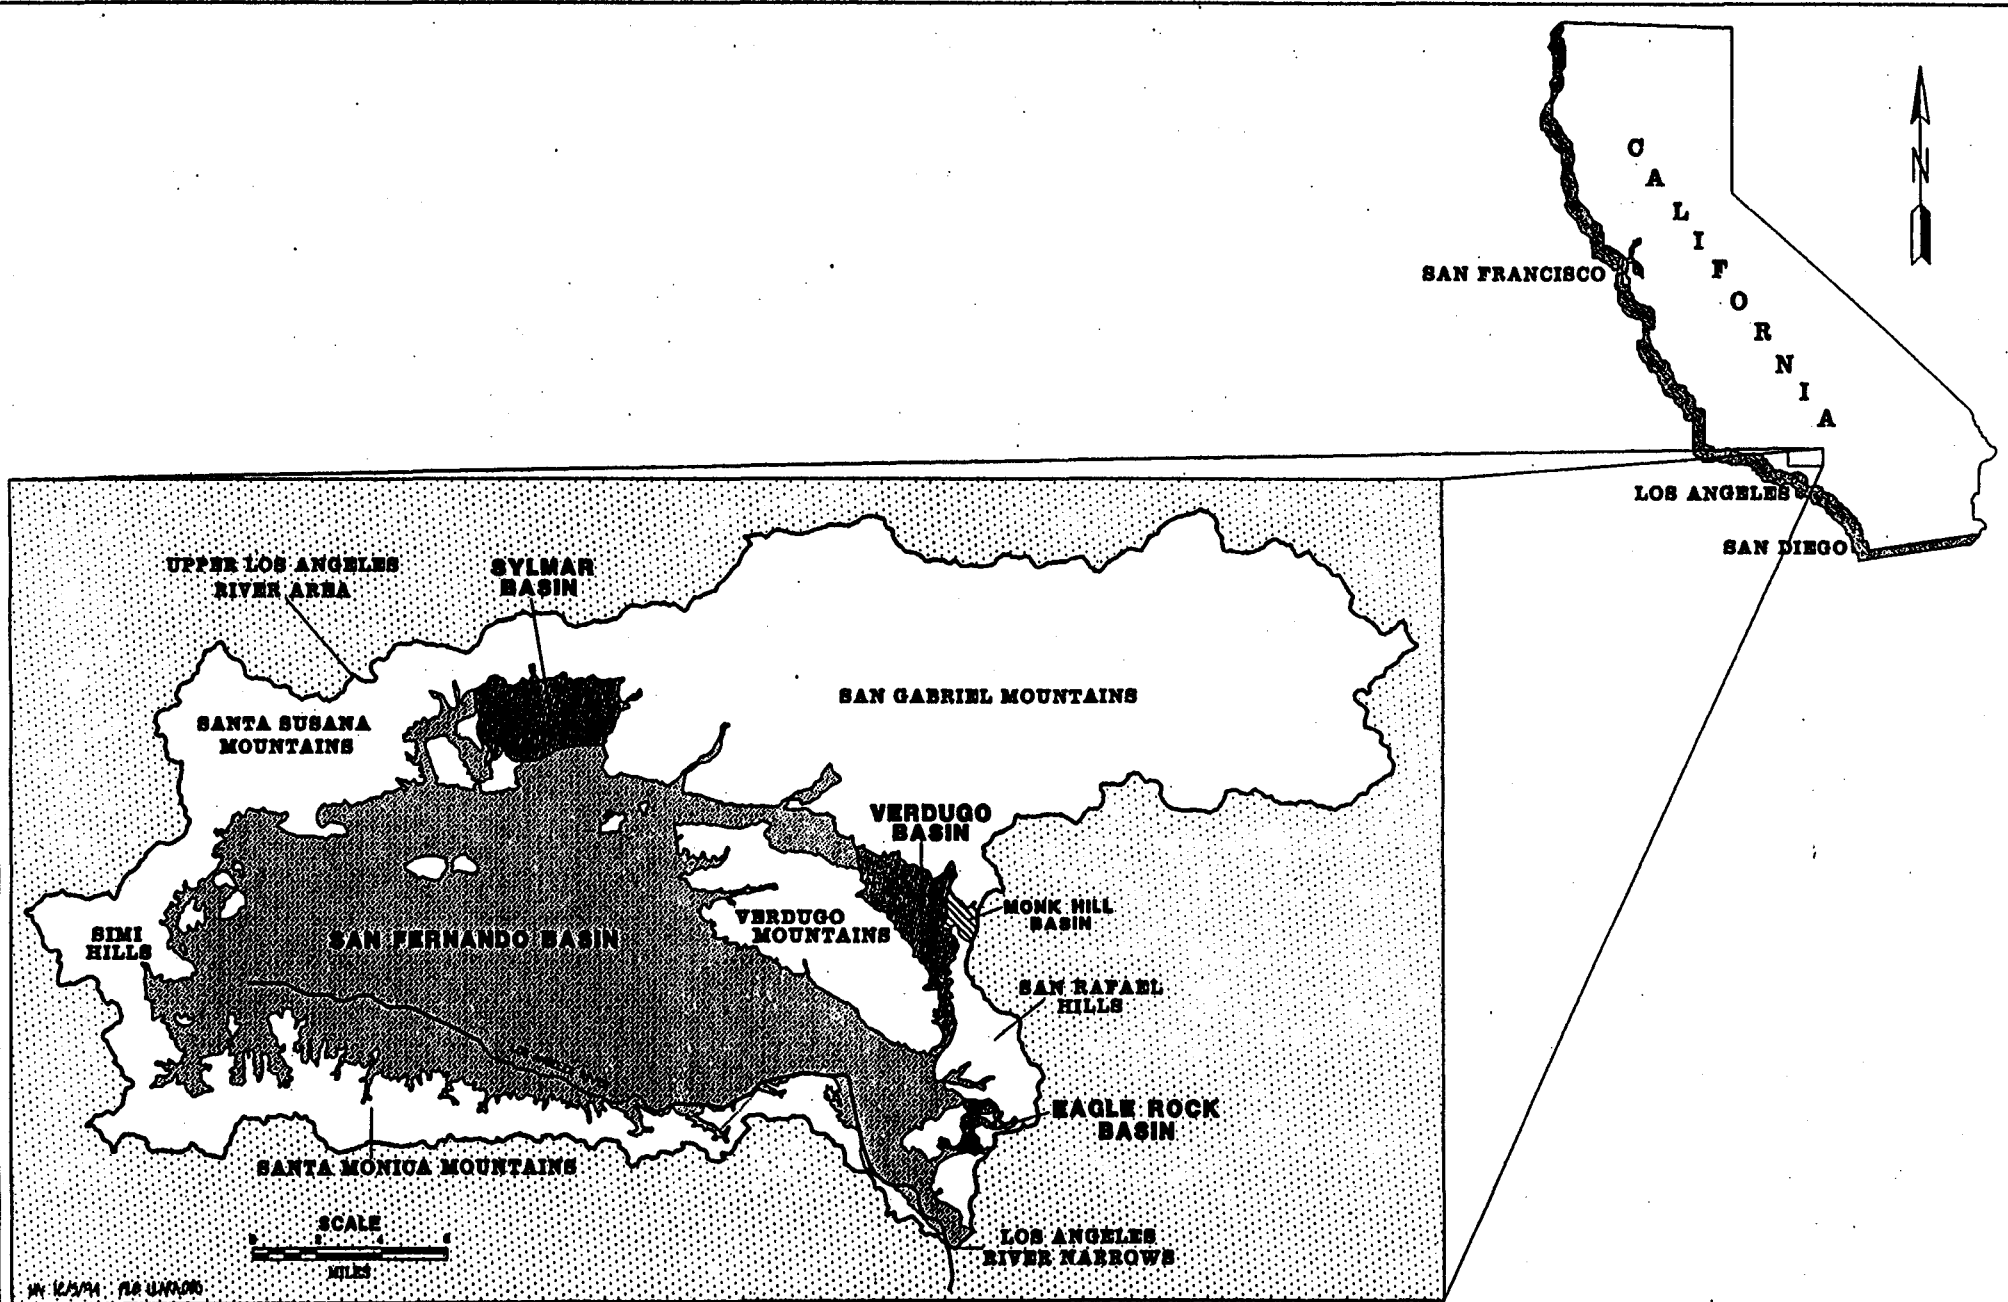 CALIFORNIA
N
SAN FRANCISCO
LOS ANGELES
SAN DIEGO
UPPER LOS ANGELES
RIVER AREA
SYLMAR
BASIN
SANTA SUSANA
MOUNTAINS
SAN GABRIEL MOUNTAINS
VERDUGO
BASIN
MONK HILL
BASIN
VERDUGO
MOUNTAINS
SIMI
HILLS
SAN FERNANDO BASIN
SAN RAFAEL
HILLS
EAGLE ROCK
BASIN
SANTA MONICA MOUNTAINS
LOS ANGELES
RIVER NARROWS
SCALE
0 2 4 6
MILES